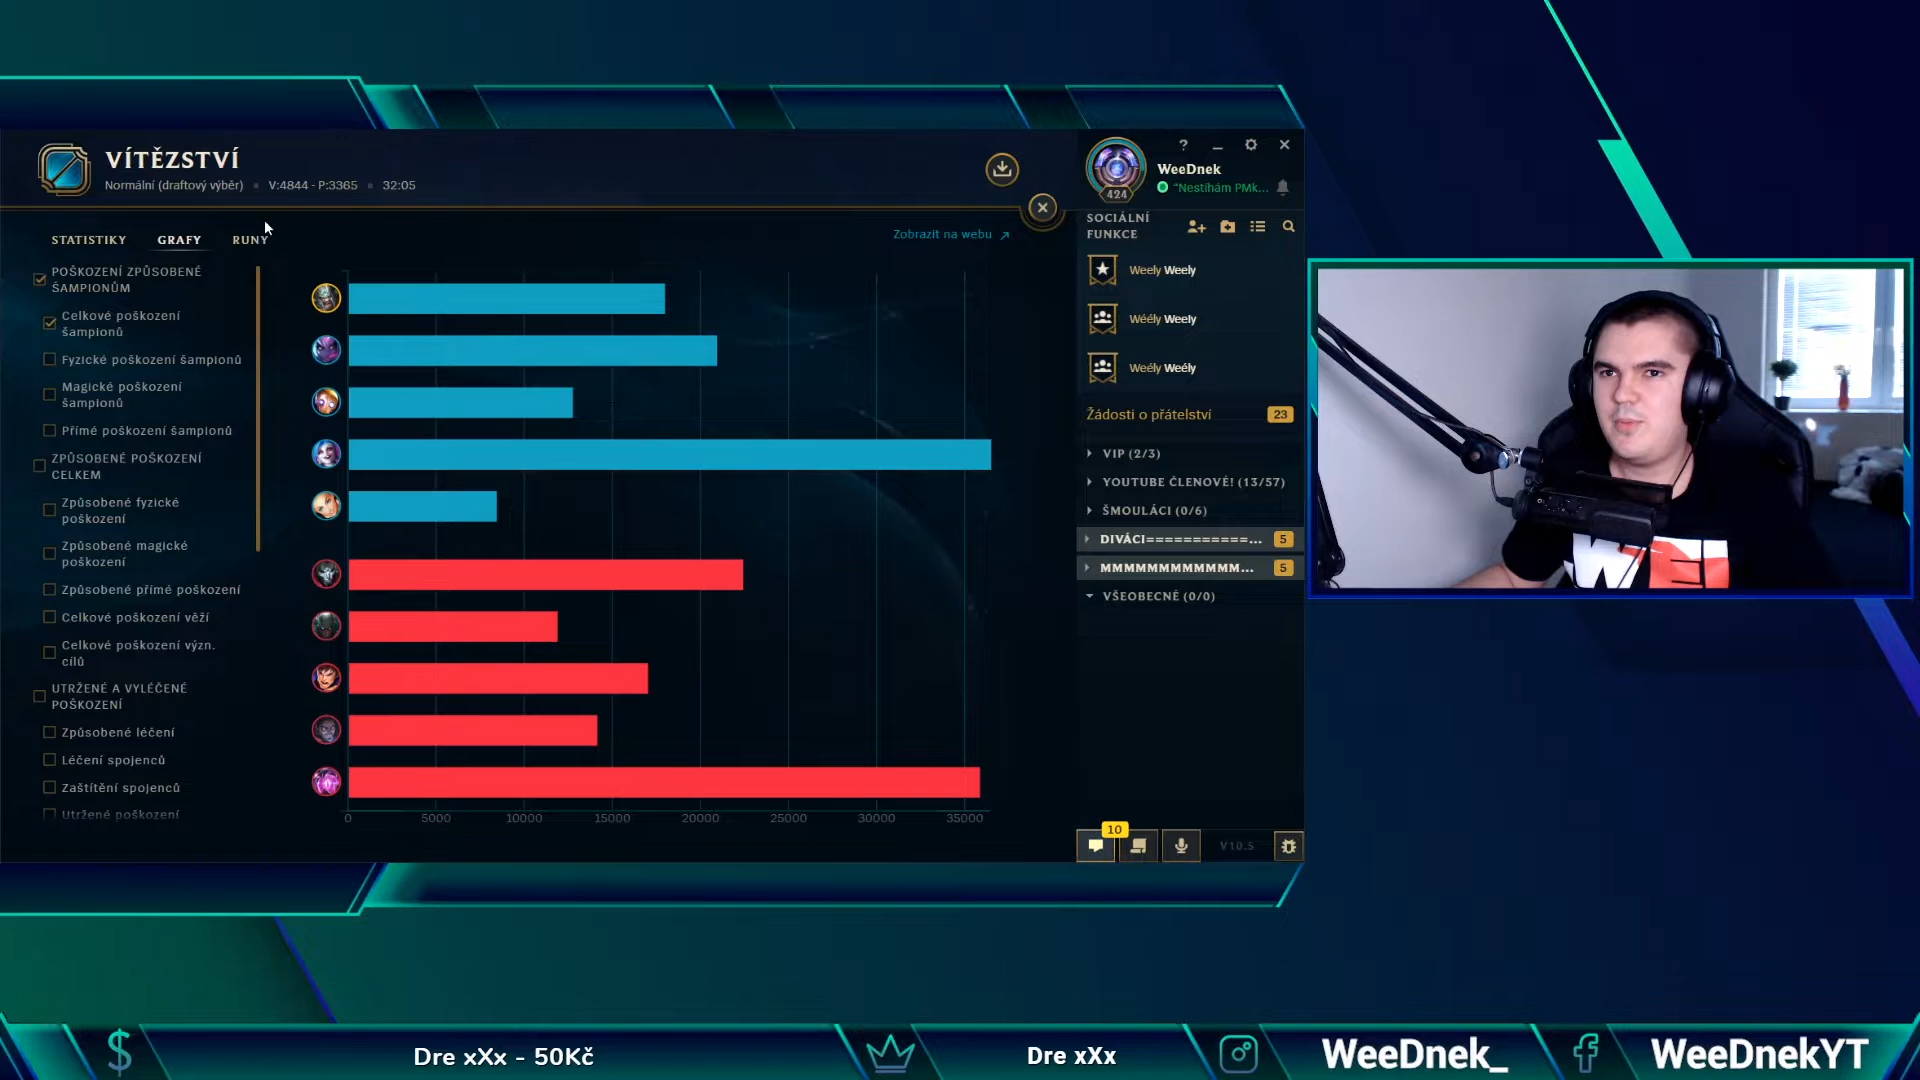 VÍTĚZSTVÍ
Normální (draftový výběr) V:4844 - P:3365 32:05
STATISTIKY GRAFY RUNY
Zobrazit na webu
POŠKOZENÍ ZPŮSOBENÉ
ŠAMPIONŮM
Celkové poškození
šampionů
Fyzické poškození šampionů
Magické poškození
šampionů
Přímé poškození šampionů
ZPŮSOBENÉ POŠKOZENÍ
CELKEM
Způsobené fyzické
poškození
Způsobené magické
poškození
Způsobené přímé poškození
Celkové poškození věží
Celkové poškození význ.
cílů
UTRŽENÉ A VYLÉČENÉ
POŠKOZENÍ
Způsobené léčení
Léčení spojenců
Zaštítění spojenců
Utržené poškození
0 5000 10000 15000 20000 25000 30000 35000
?
WeeDnek
"Nestíhám PMk...
424
SOCIÁLNÍ
FUNKCE
Weely Weely
Wéély Weely
Weély Weély
Žádosti o přátelství 23
VIP (2/3)
YOUTUBE ČLENOVÉ! (13/57)
ŠMOULÁCI (0/6)
DIVÁCI============... 5
MMMMMMMMMMMM... 5
VŠEOBECNÉ (0/0)
10
V10.5
Dre xXx - 50Kč
Dre xXx
WeeDnek_
WeeDnekYT